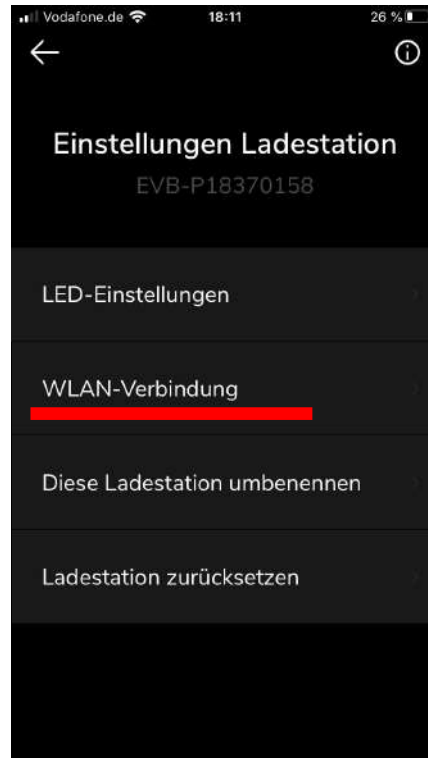 Vodafone.de 18:11 26 %
Einstellungen Ladestation
EVB-P18370158
LED-Einstellungen
WLAN-Verbindung
Diese Ladestation umbenennen
Ladestation zurücksetzen